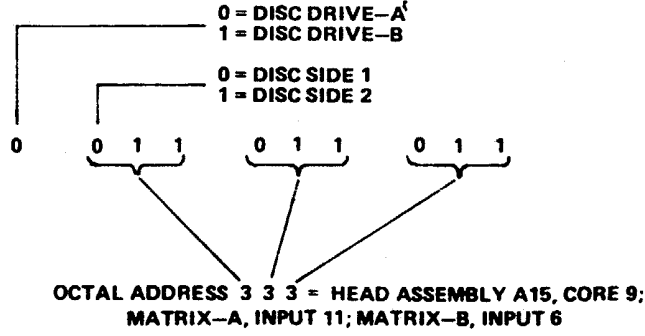 0 = DISC DRIVE–A
1 = DISC DRIVE–B
0 = DISC SIDE 1
1 = DISC SIDE 2
0 0 1 1 0 1 1 0 1 1
OCTAL ADDRESS 3 3 3 = HEAD ASSEMBLY A15, CORE 9;
MATRIX–A, INPUT 11; MATRIX–B, INPUT 6